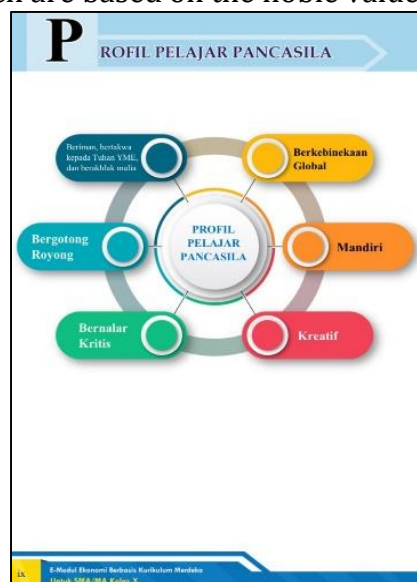 are based on the noble value
PROFIL PELAJAR PANCASILA
Beriman, bertakwa
kepada Tuhan YME,
dan berakhlak mulia
Berkebinekaan
Global
Bergotong
Royong
PROFIL
PELAJAR
PANCASILA
Mandiri
Bernalar
Kritis
Kreatif
ix
E-Modul Ekonomi Berbasis Kurikulum Merdeka
Untuk SMA/MA Kelas X